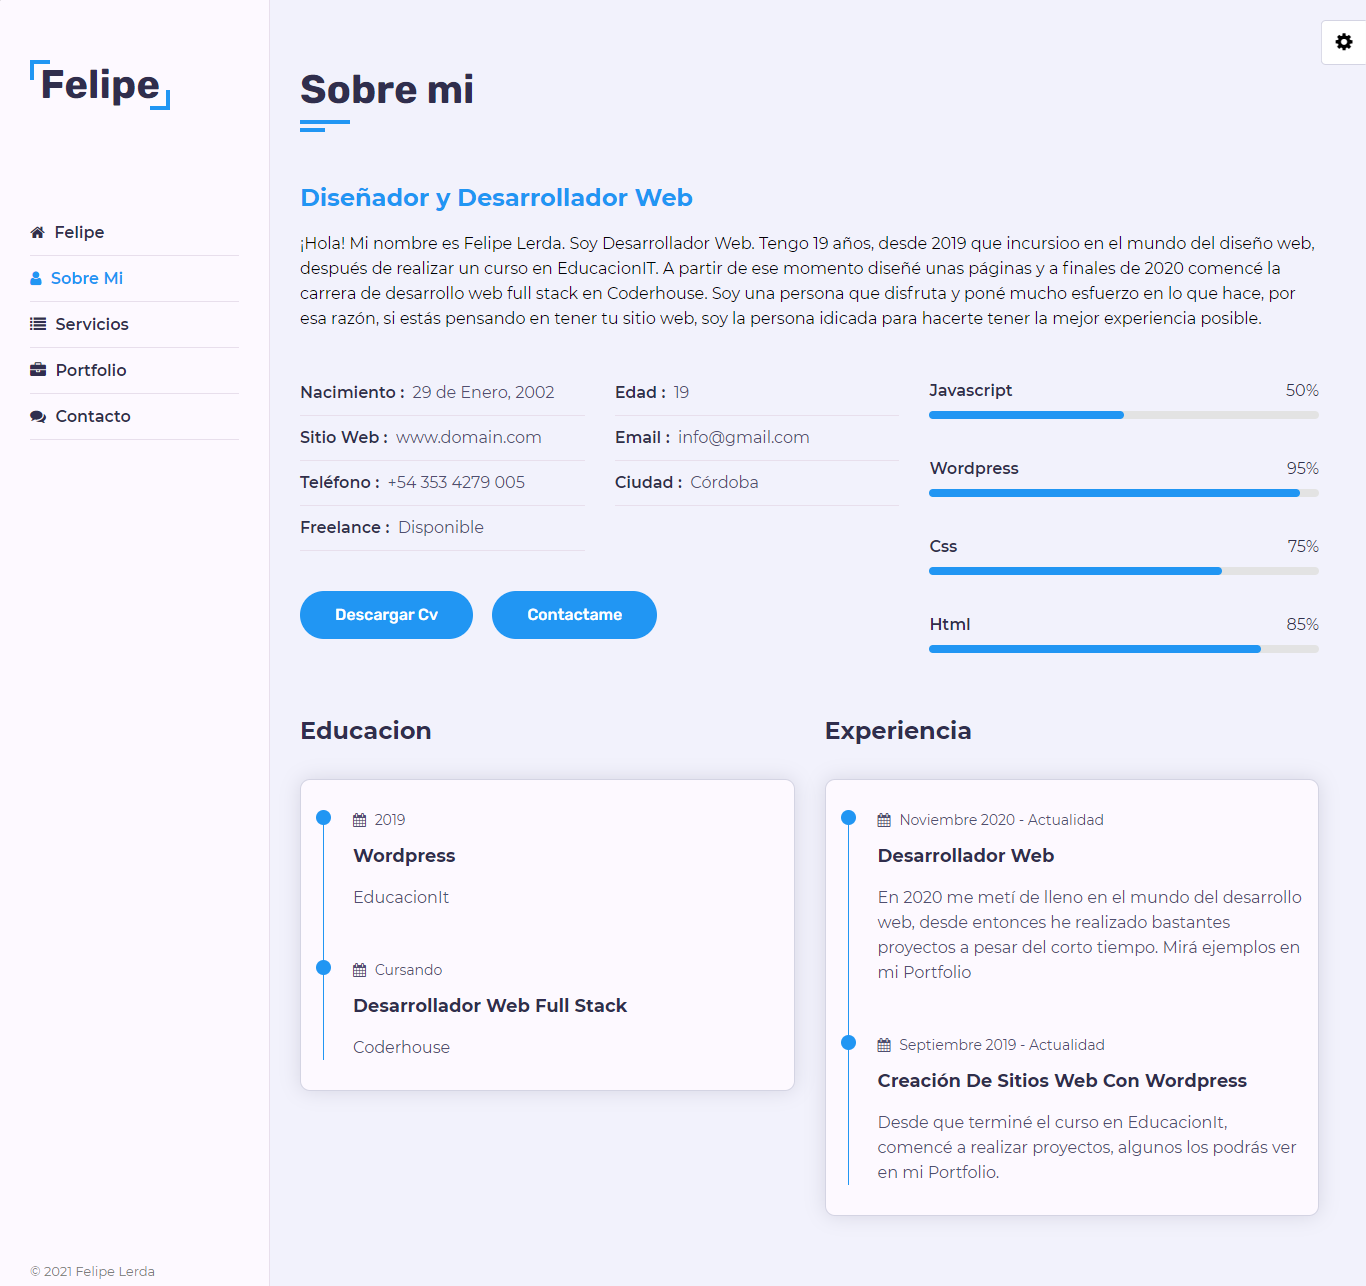 Felipe
Felipe
Sobre Mi
Servicios
Portfolio
Contacto
© 2021 Felipe Lerda
Sobre mi
Diseñador y Desarrollador Web
¡Hola! Mi nombre es Felipe Lerda. Soy Desarrollador Web. Tengo 19 años, desde 2019 que incursioo en el mundo del diseño web,
después de realizar un curso en EducacionIT. A partir de ese momento diseñé unas páginas y a finales de 2020 comencé la
carrera de desarrollo web full stack en Coderhouse. Soy una persona que disfruta y poné mucho esfuerzo en lo que hace, por
esa razón, si estás pensando en tener tu sitio web, soy la persona idicada para hacerte tener la mejor experiencia posible.
Nacimiento : 29 de Enero, 2002
Edad : 19
Sitio Web : www.domain.com
Email : info@gmail.com
Teléfono : +54 353 4279 005
Ciudad : Córdoba
Freelance : Disponible
Descargar Cv
Contactame
Javascript 50%
Wordpress 95%
Css 75%
Html 85%
Educacion
2019
Wordpress
EducacionIt
Cursando
Desarrollador Web Full Stack
Coderhouse
Experiencia
Noviembre 2020 - Actualidad
Desarrollador Web
En 2020 me metí de lleno en el mundo del desarrollo
web, desde entonces he realizado bastantes
proyectos a pesar del corto tiempo. Mirá ejemplos en
mi Portfolio
Septiembre 2019 - Actualidad
Creación De Sitios Web Con Wordpress
Desde que terminé el curso en EducacionIt,
comencé a realizar proyectos, algunos los podrás ver
en mi Portfolio.